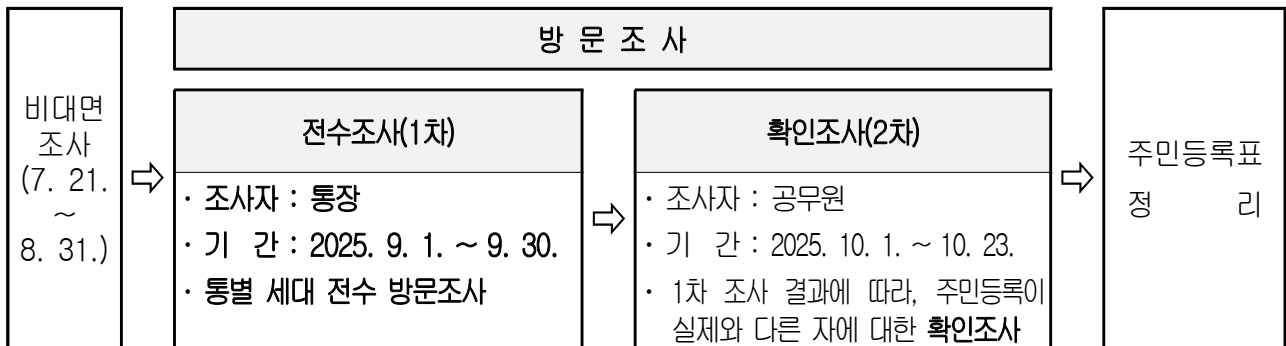 비대면
조사
(7. 21.
~
8. 31.)
⇨
방 문 조 사
전수조사(1차)
· 조사자 : 통장
· 기 간 : 2025. 9. 1. ~ 9. 30.
· 통별 세대 전수 방문조사
⇨
확인조사(2차)
· 조사자 : 공무원
· 기 간 : 2025. 10. 1. ~ 10. 23.
· 1차 조사 결과에 따라, 주민등록이
실제와 다른 자에 대한 확인조사
⇨
주민등록표
정 리